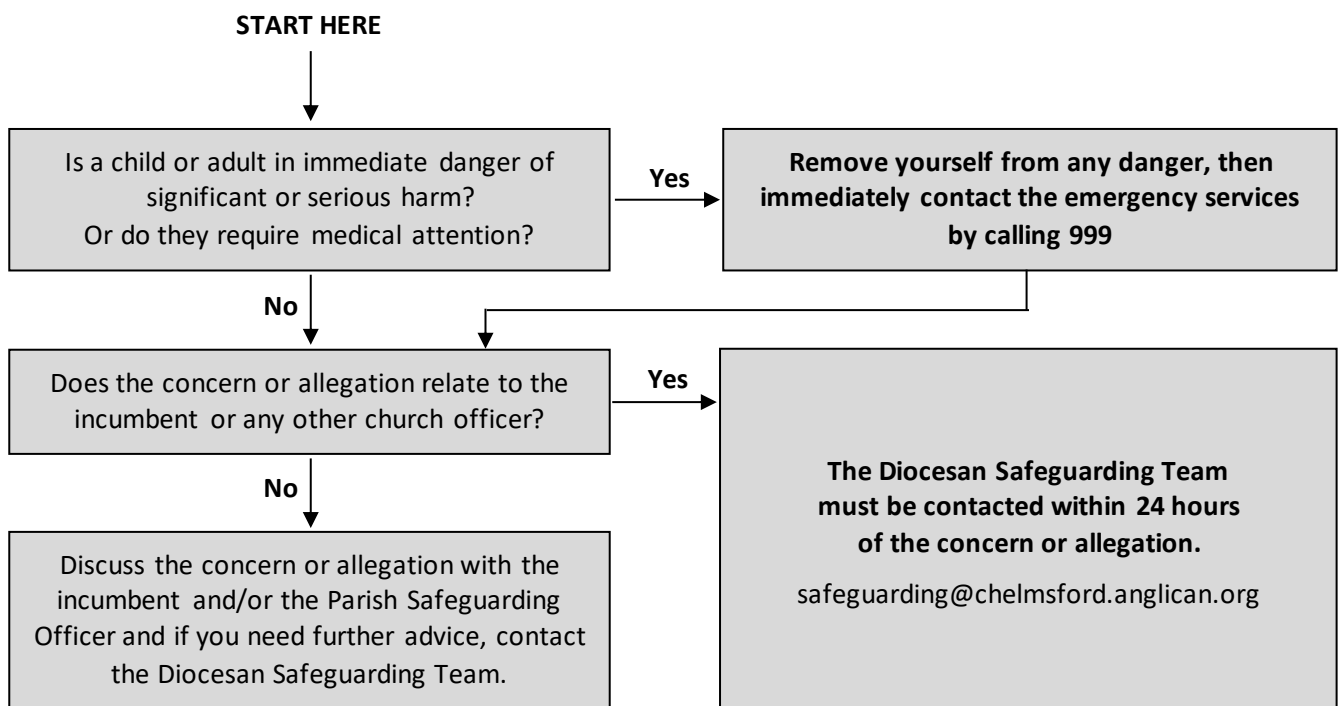 START HERE
Is a child or adult in immediate danger of
significant or serious harm?
Or do they require medical attention?
Yes
Remove yourself from any danger, then
immediately contact the emergency services
by calling 999
No
Does the concern or allegation relate to the
incumbent or any other church officer?
Yes
The Diocesan Safeguarding Team
must be contacted within 24 hours
of the concern or allegation.
safeguarding@chelmsford.anglican.org
No
Discuss the concern or allegation with the
incumbent and/or the Parish Safeguarding
Officer and if you need further advice, contact
the Diocesan Safeguarding Team.